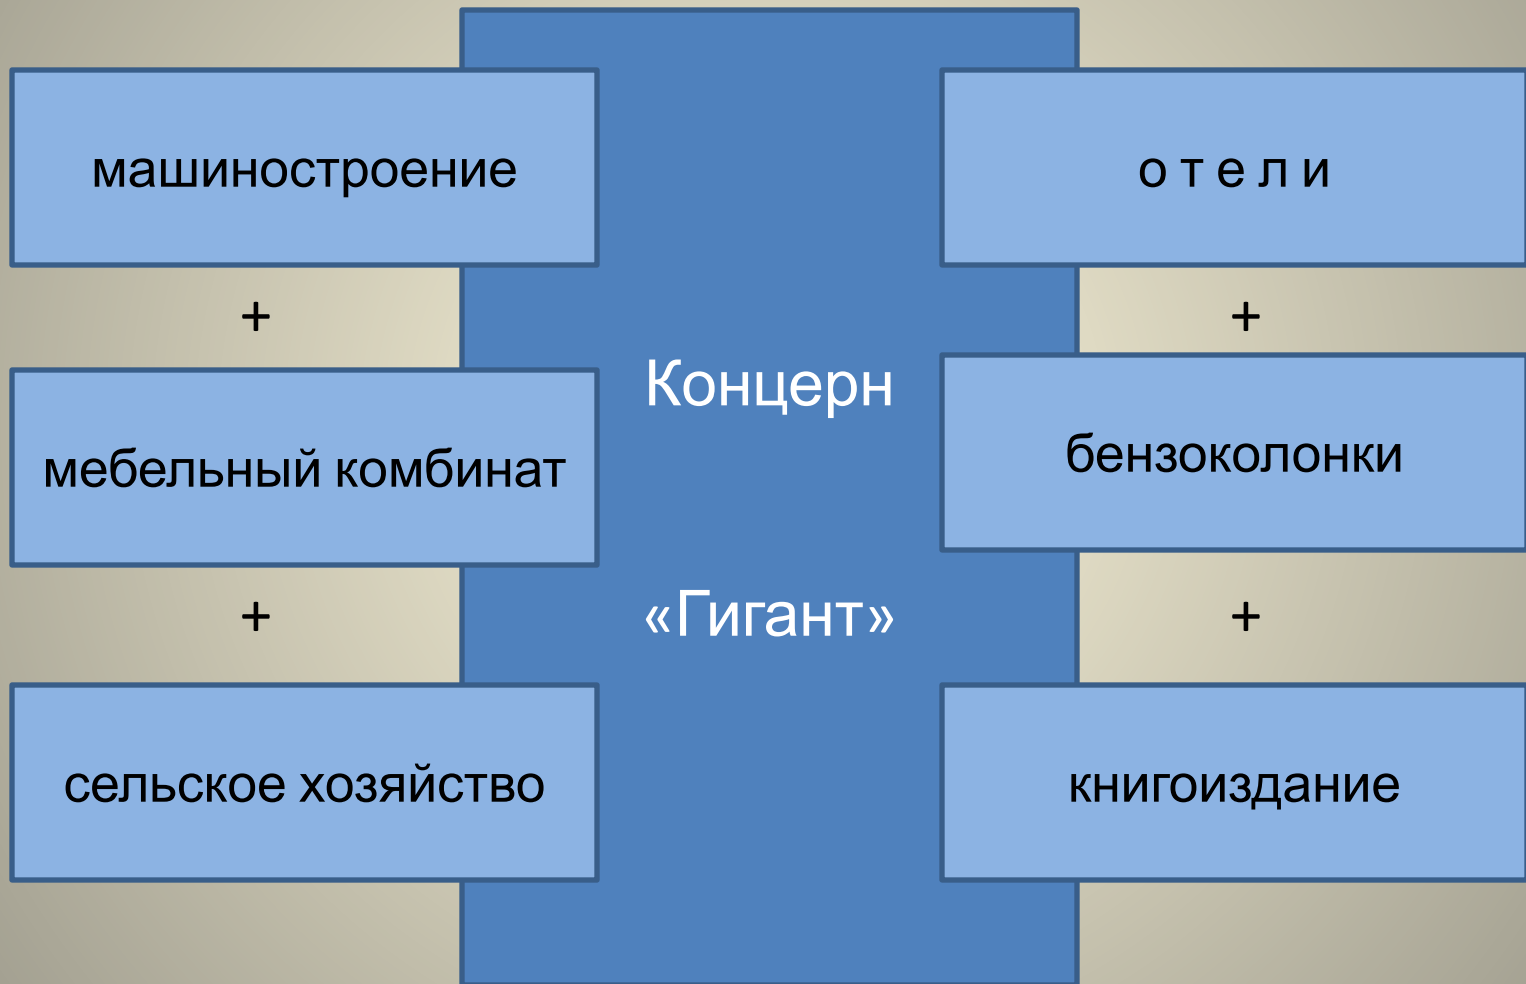 машиностроение
+
мебельный комбинат
+
сельское хозяйство
Концерн
«Гигант»
о т е л и
+
бензоколонки
+
книгоиздание